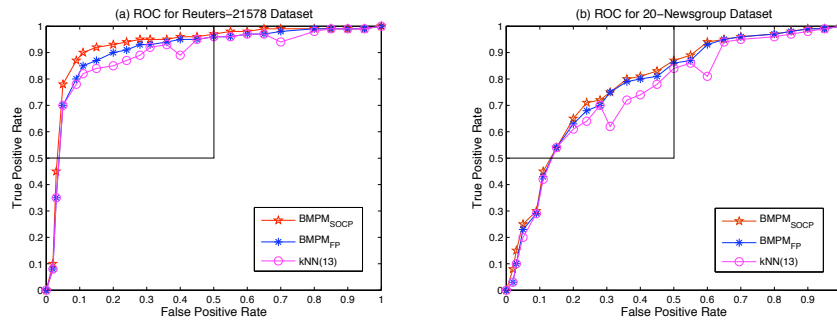 (a) ROC for Reuters−21578 Dataset
True Positive Rate
1
0.9
0.8
0.7
0.6
0.5
0.4
0.3
0.2
0.1
0
BMPM_SOCP
BMPM_FP
kNN(13)
0 0.1 0.2 0.3 0.4 0.5 0.6 0.7 0.8 0.9 1
False Positive Rate
(b) ROC for 20−Newsgroup Dataset
True Positive Rate
1
0.9
0.8
0.7
0.6
0.5
0.4
0.3
0.2
0.1
0
BMPM_SOCP
BMPM_FP
kNN(13)
0 0.1 0.2 0.3 0.4 0.5 0.6 0.7 0.8 0.9
False Positive Rate